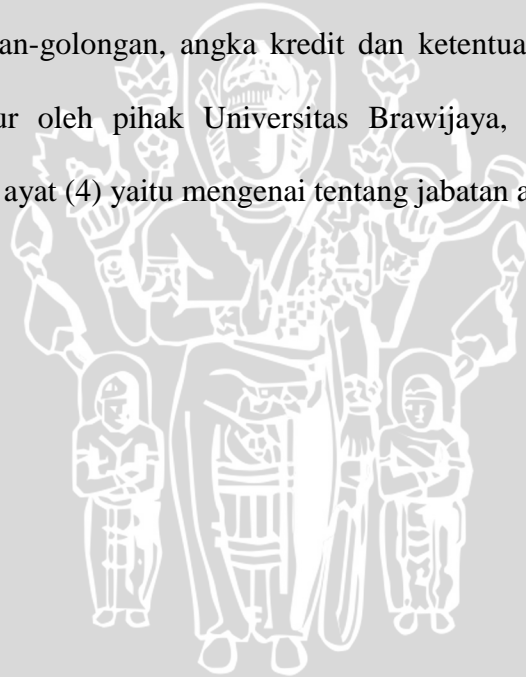 an-golongan, angka kredit dan ketentua
ur oleh pihak Universitas Brawijaya,
ayat (4) yaitu mengenai tentang jabatan a